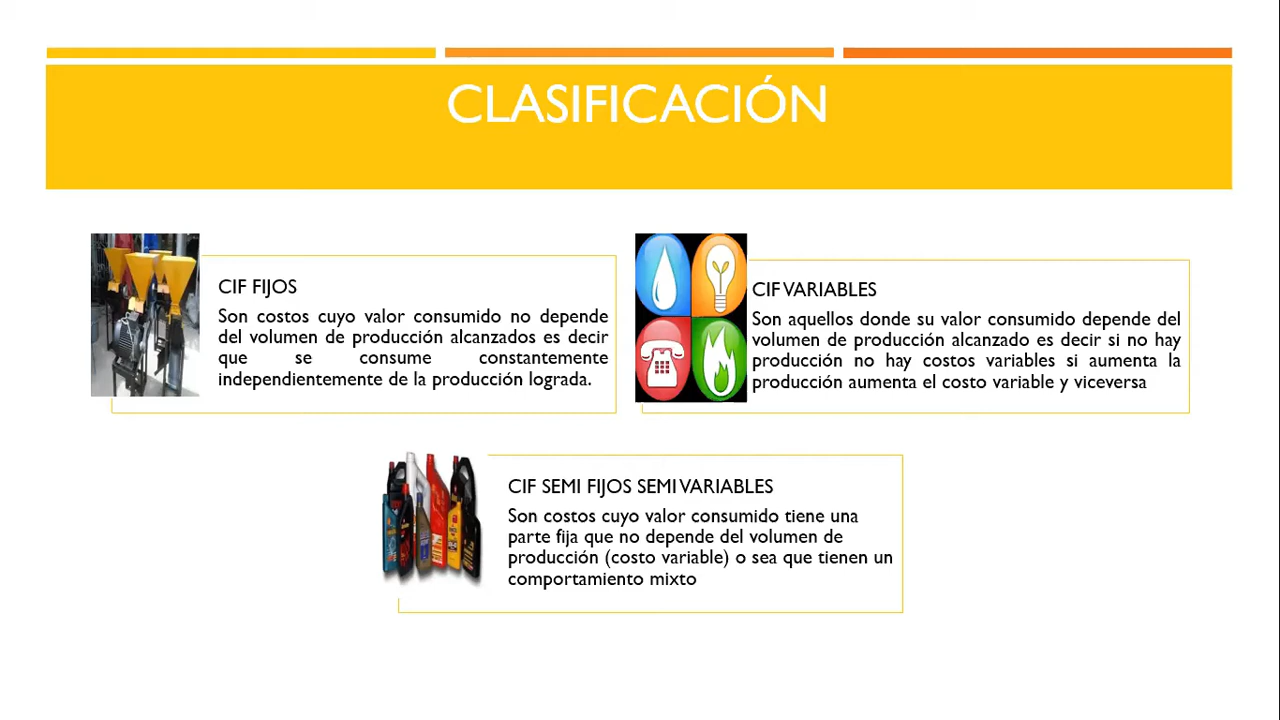 CLASIFICACIÓN
CIF FIJOS
Son costos cuyo valor consumido no depende
del volumen de producción alcanzados es decir
que se consume constantemente
independientemente de la producción lograda.
CIF VARIABLES
Son aquellos donde su valor consumido depende del
volumen de producción alcanzado es decir si no hay
producción no hay costos variables si aumenta la
producción aumenta el costo variable y viceversa
CIF SEMI FIJOS SEMI VARIABLES
Son costos cuyo valor consumido tiene una
parte fija que no depende del volumen de
producción (costo variable) o sea que tienen un
comportamiento mixto